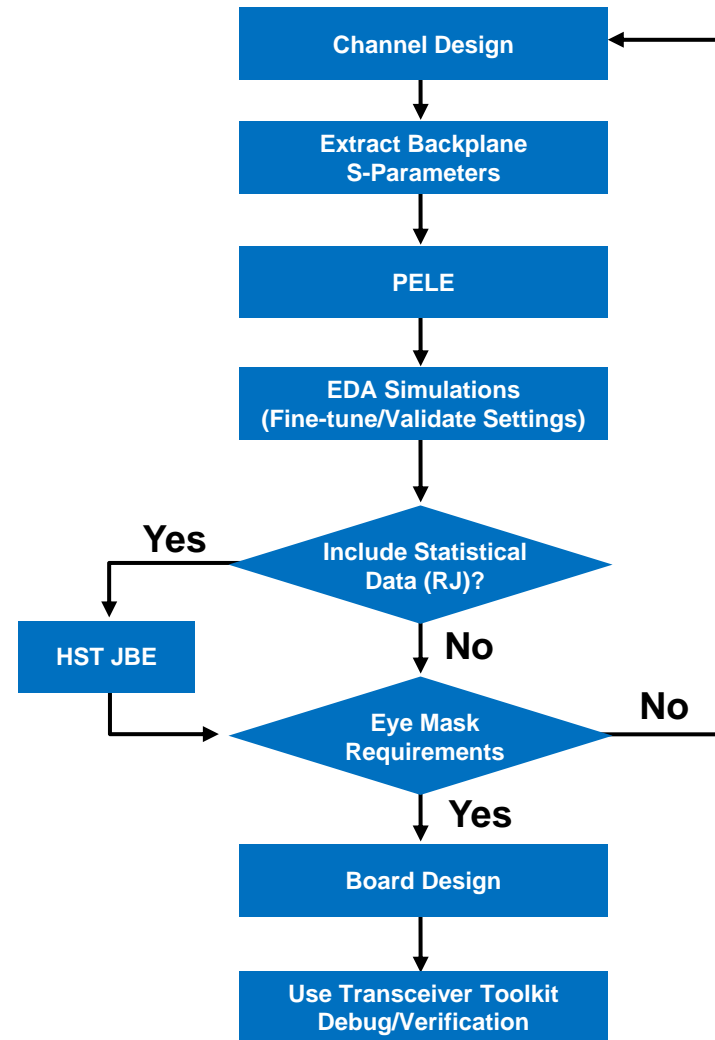 Channel Design
Extract Backplane
S-Parameters
PELE
EDA Simulations
(Fine-tune/Validate Settings)
Yes
Include Statistical
Data (RJ)?
No
HST JBE
Eye Mask
Requirements
No
Yes
Board Design
Use Transceiver Toolkit
Debug/Verification